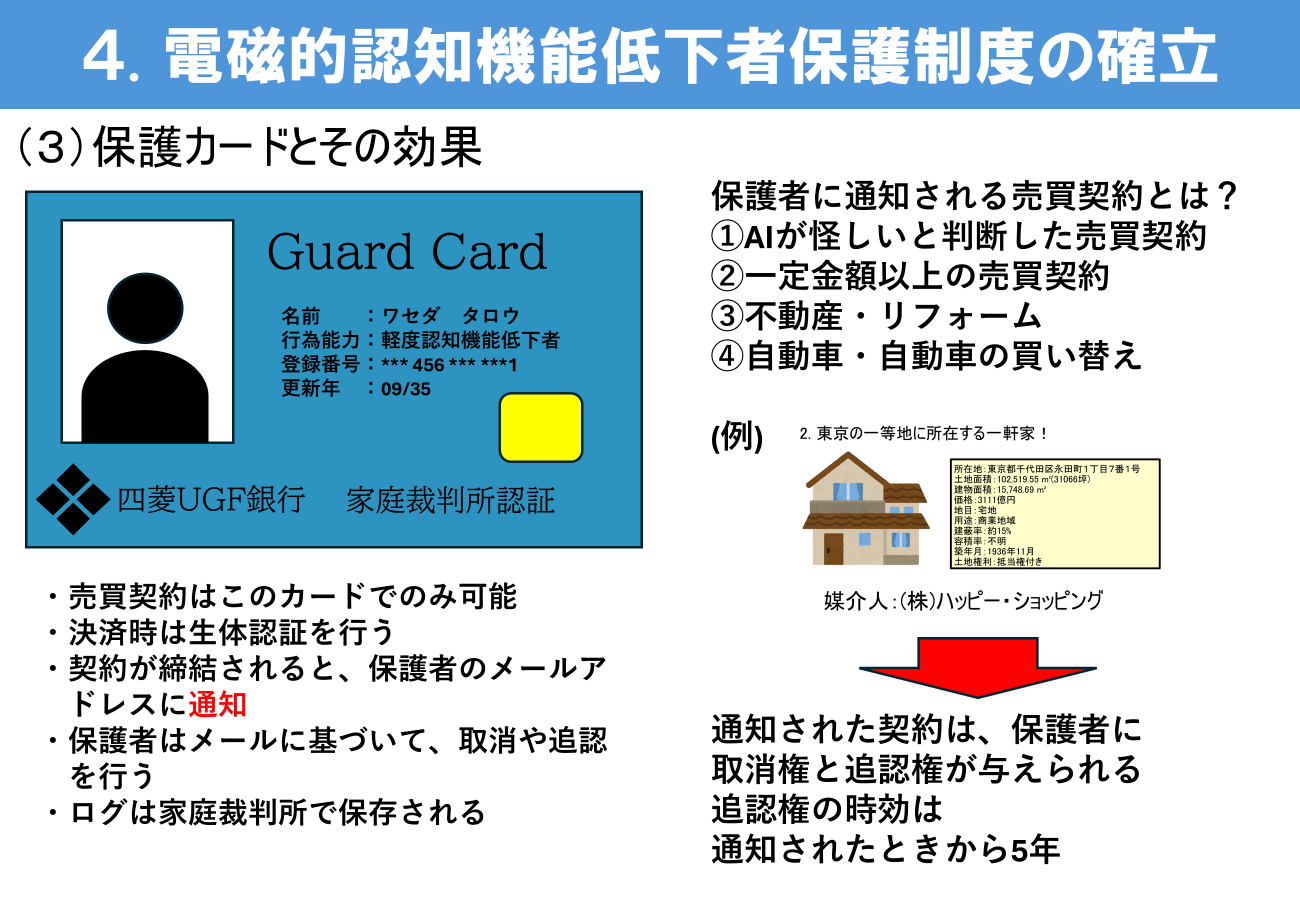 4. 電磁的認知機能低下者保護制度の確立
（３）保護カードとその効果
Guard Card
名前　　：ワセダ　タロウ
行為能力：軽度認知機能低下者
登録番号：*** 456 *** ***1
更新年　：09/35
四菱UGF銀行　家庭裁判所認証
・売買契約はこのカードでのみ可能
・決済時は生体認証を行う
・契約が締結されると、保護者のメールア
ドレスに通知
・保護者はメールに基づいて、取消や追認
を行う
・ログは家庭裁判所で保存される
保護者に通知される売買契約とは？
①AIが怪しいと判断した売買契約
②一定金額以上の売買契約
③不動産・リフォーム
④自動車・自動車の買い替え
(例)
2. 東京の一等地に所在する一軒家！
所在地：東京都千代田区永田町１丁目７番１号
土地面積：102,519.55 ㎡(31066坪)
建物面積：15,748.69 ㎡
価格：3111億円
地目：宅地
用途：商業地域
建蔽率：約15%
容積率：不明
築年月：1936年11月
土地権利：抵当権付き
媒介人：(株)ハッピー・ショッピング
通知された契約は、保護者に
取消権と追認権が与えられる
追認権の時効は
通知されたときから5年